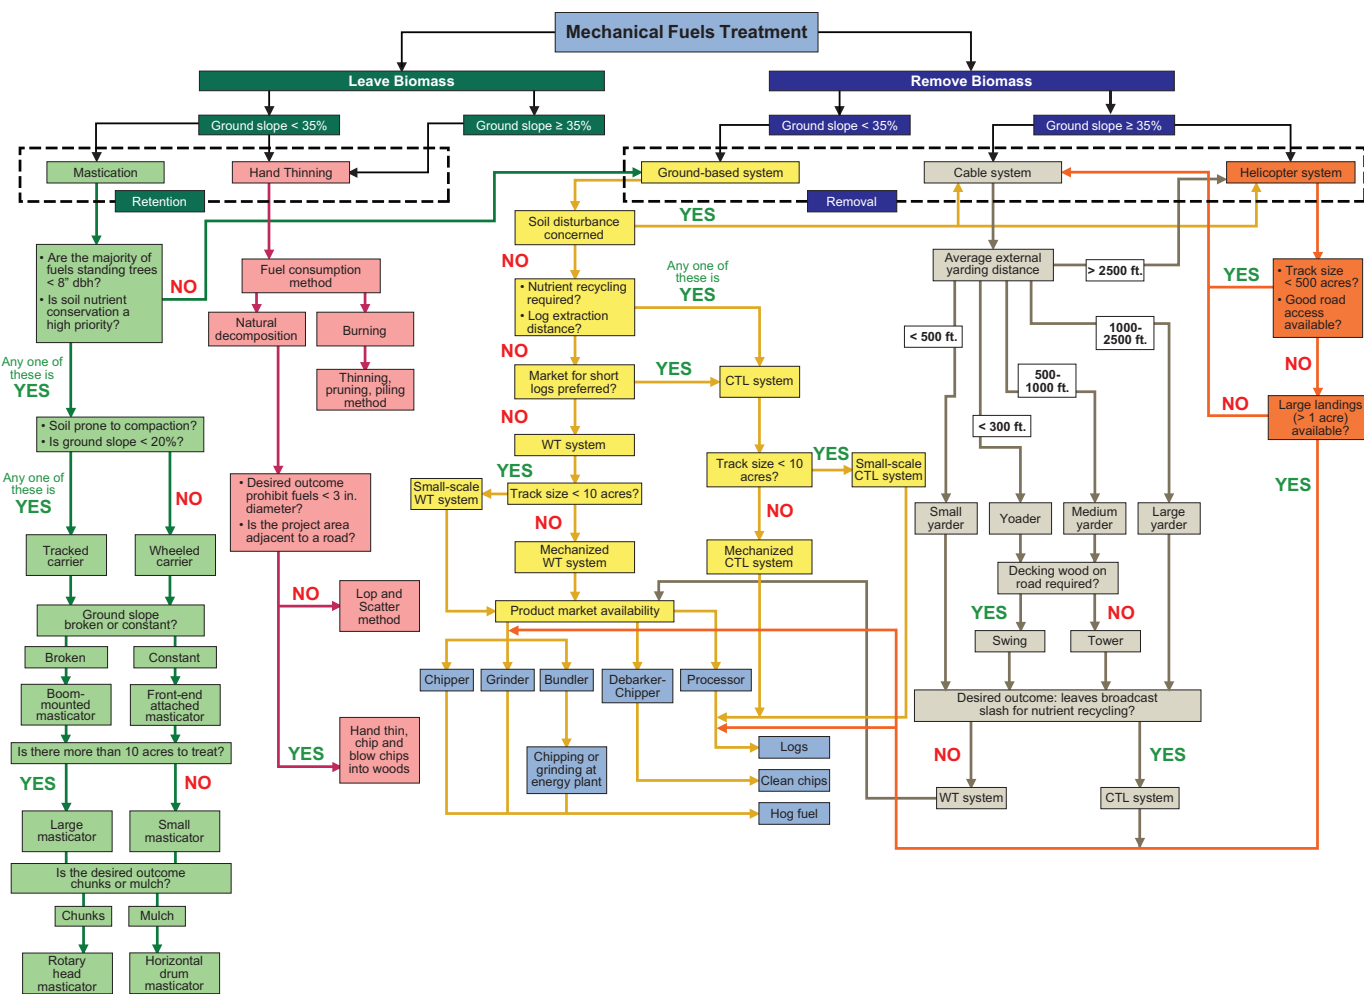 Mechanical Fuels Treatment
Leave Biomass
Remove Biomass
Ground slope < 35%
Ground slope ≥ 35%
Ground slope < 35%
Ground slope ≥ 35%
Mastication
Hand Thinning
Retention
Ground-based system
Cable system
Helicopter system
Removal
• Are the majority of
fuels standing trees
< 8" dbh?
• Is soil nutrient
conservation a
high priority?
NO
Any one of
these is
YES
• Soil prone to compaction?
• Is ground slope < 20%?
Any one of
these is
YES
NO
Tracked
carrier
Wheeled
carrier
Ground slope
broken or constant?
Broken
Constant
Boom-
mounted
masticator
Front-end
attached
masticator
Is there more than 10 acres to treat?
YES
NO
Large
masticator
Small
masticator
Is the desired outcome
chunks or mulch?
Chunks
Mulch
Rotary
head
masticator
Horizontal
drum
masticator
Fuel consumption
method
Natural
decomposition
Burning
Thinning,
pruning, piling
method
• Desired outcome
prohibit fuels < 3 in.
diameter?
• Is the project area
adjacent to a road?
NO
Lop and
Scatter
method
YES
Hand thin,
chip and
blow chips
into woods
Soil disturbance
concerned
YES
NO
Any one of
these is
YES
• Nutrient recycling
required?
• Log extraction
distance?
NO
Market for short
logs preferred?
YES
CTL system
NO
WT system
YES
Small-scale
WT system
Track size < 10 acres?
NO
Mechanized
WT system
Track size < 10
acres?
YES
Small-scale
CTL system
NO
Mechanized
CTL system
Product market availability
Chipper
Grinder
Bundler
Debarker-
Chipper
Processor
Chipping or
grinding at
energy plant
Logs
Clean chips
Hog fuel
Average external
yarding distance
> 2500 ft.
< 500 ft.
1000-
2500 ft.
500-
1000 ft.
< 300 ft.
Small
yarder
Yoader
Medium
yarder
Large
yarder
Decking wood on
road required?
YES
NO
Swing
Tower
Desired outcome: leaves broadcast
slash for nutrient recycling?
NO
YES
WT system
CTL system
YES
• Track size
< 500 acres?
• Good road
access
available?
NO
NO
Large landings
(> 1 acre)
available?
YES